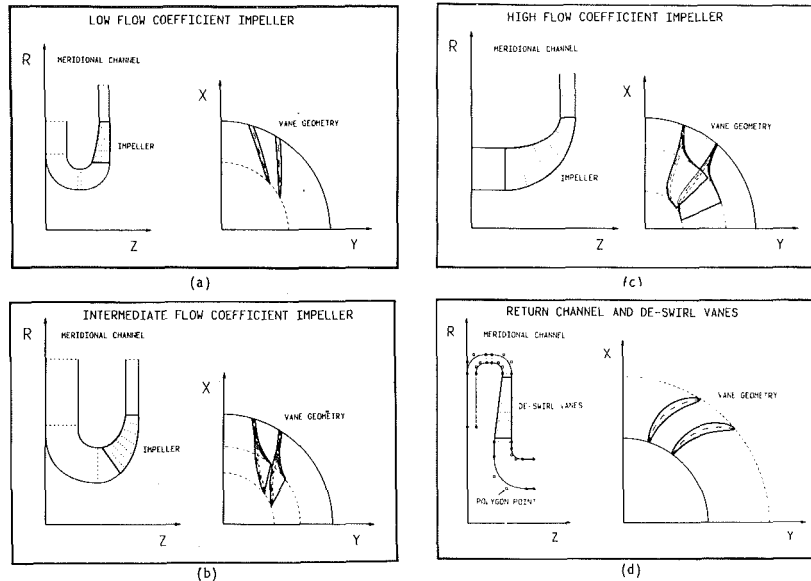 LOW FLOW COEFFICIENT IMPELLER
R
MERIDIONAL CHANNEL
X
VANE GEOMETRY
IMPELLER
Z
Y
(a)
INTERMEDIATE FLOW COEFFICIENT IMPELLER
R
MERIDIONAL CHANNEL
X
VANE GEOMETRY
IMPELLER
Z
Y
(b)
HIGH FLOW COEFFICIENT IMPELLER
R
MERIDIONAL CHANNEL
X
VANE GEOMETRY
IMPELLER
Z
Y
(c)
RETURN CHANNEL AND DE-SWIRL VANES
R
MERIDIONAL CHANNEL
X
VANE GEOMETRY
DE-SWIRL VANES
POLYGON POINT
Z
Y
(d)